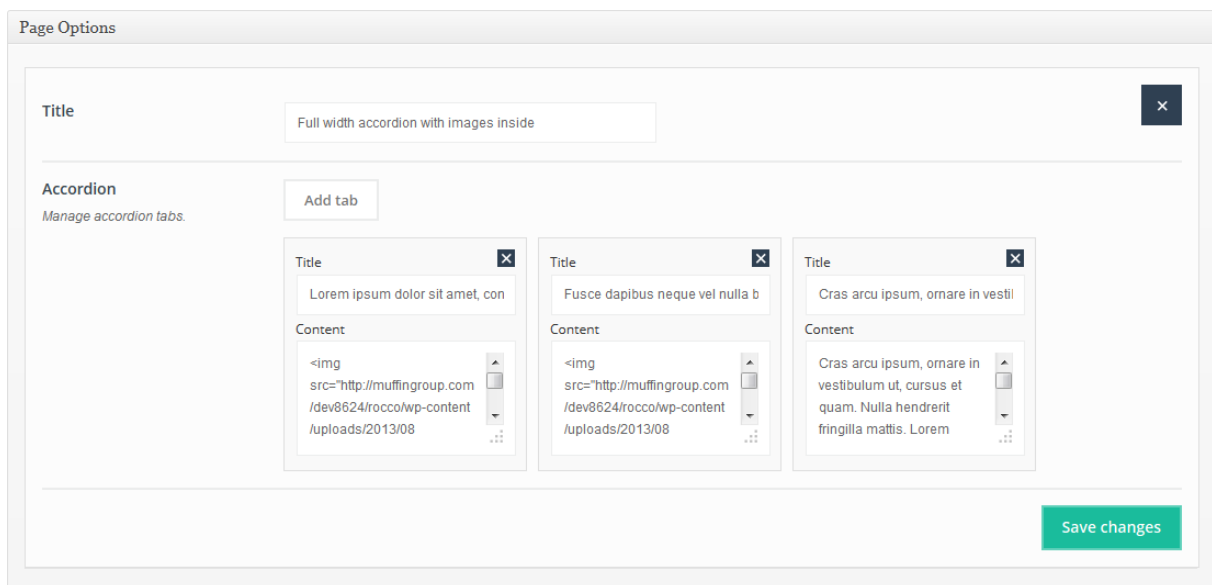 Page Options
Title
Full width accordion with images inside
Accordion
Manage accordion tabs.
Add tab
Title
Lorem ipsum dolor sit amet, con
Content
<img
src="http://muffingroup.com
/dev8624/rocco/wp-content
/uploads/2013/08
Title
Fusce dapibus neque vel nulla b
Content
<img
src="http://muffingroup.com
/dev8624/rocco/wp-content
/uploads/2013/08
Title
Cras arcu ipsum, ornare in vestil
Content
Cras arcu ipsum, ornare in
vestibulum ut, cursus et
quam. Nulla hendrerit
fringilla mattis. Lorem
Save changes